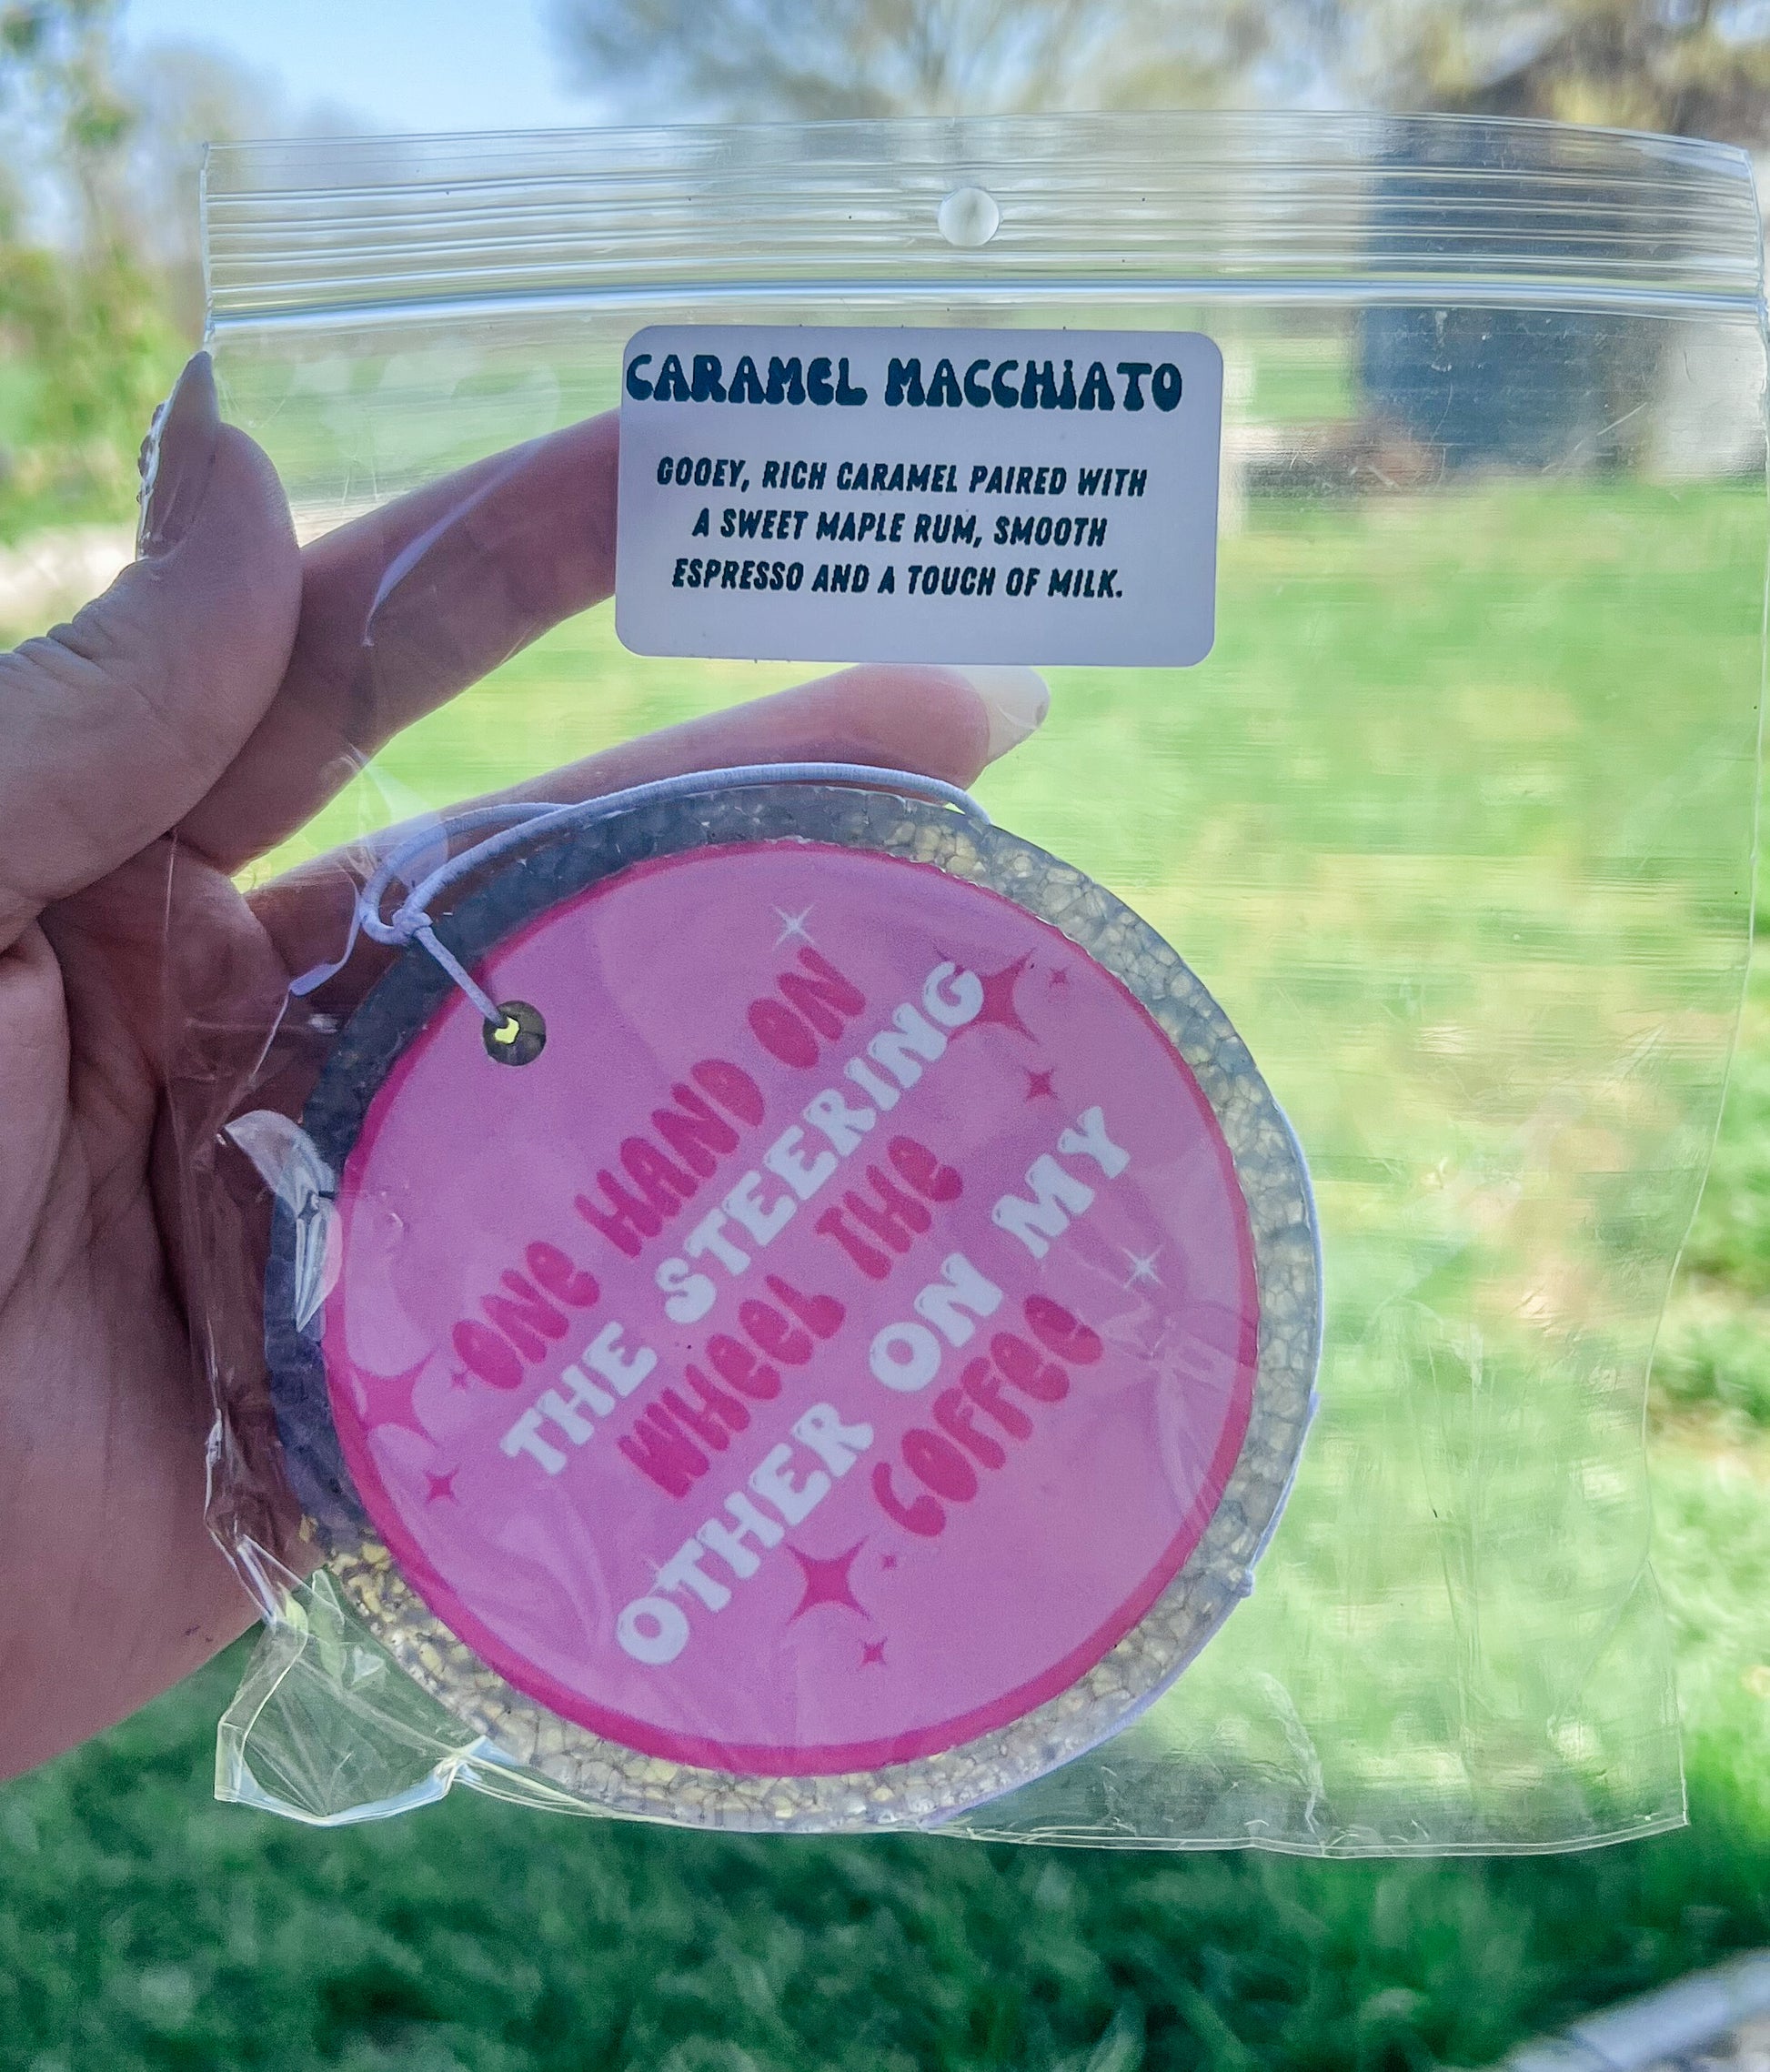 CARAMEL MACCHIATO
GOOEY, RICH CARAMEL PAIRED WITH
A SWEET MAPLE RUM, SMOOTH
ESPRESSO AND A TOUCH OF MILK.
ONE HAND ON
THE STEERING
WHEEL THE
OTHER ON MY
COFFEE